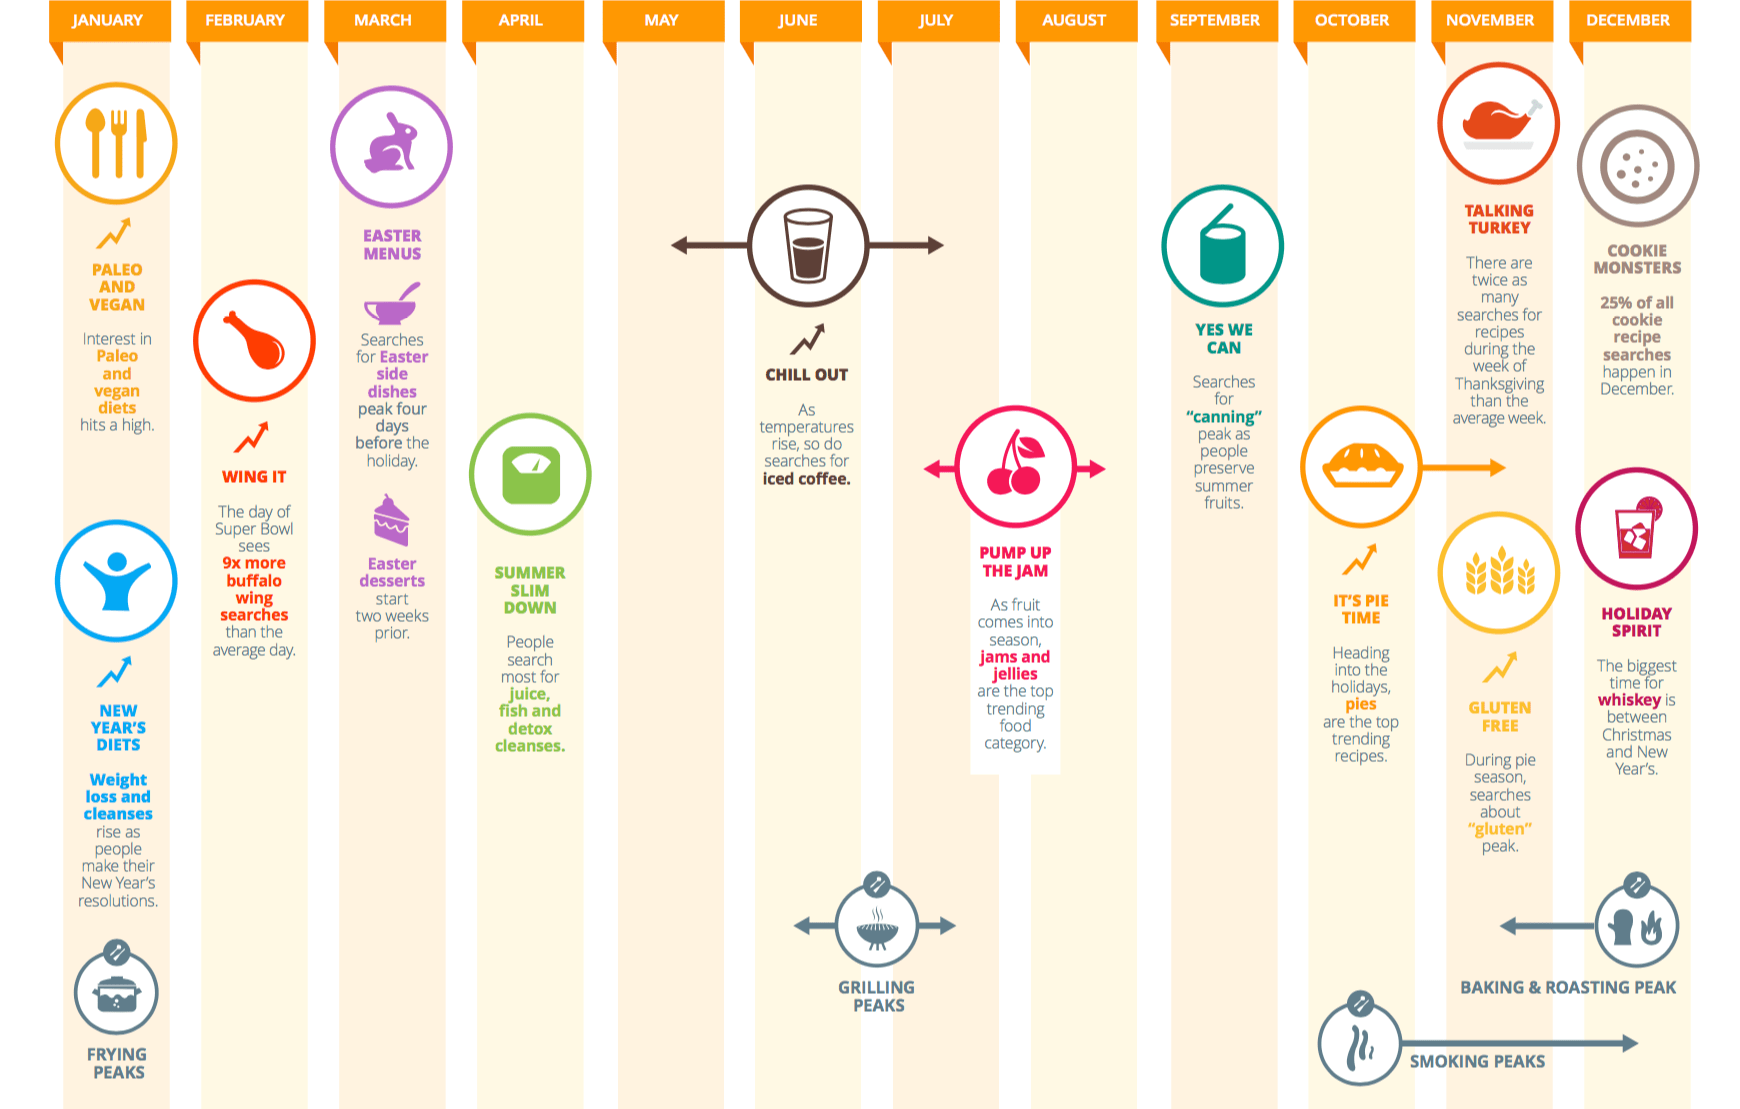 JANUARY
FEBRUARY
MARCH
APRIL
MAY
JUNE
JULY
AUGUST
SEPTEMBER
OCTOBER
NOVEMBER
DECEMBER
PALEO
AND
VEGAN
Interest in
Paleo
and
vegan
diets
hits a high.
NEW
YEAR'S
DIETS
Weight
loss and
cleanses
rise as
people
make their
New Year's
resolutions.
FRYING
PEAKS
WING IT
The day of
Super Bowl
sees
9x more
buffalo
wing
searches
than the
average day.
EASTER
MENUS
Searches
for Easter
side
dishes
peak four
days
before the
holiday.
Easter
desserts
start
two weeks
prior.
SUMMER
SLIM
DOWN
People
search
most for
juice,
fish and
detox
cleanses.
CHILL OUT
As
temperatures
rise, so do
searches for
iced coffee.
GRILLING
PEAKS
PUMP UP
THE JAM
As fruit
comes into
season,
jams and
jellies
are the top
trending
food
category.
YES WE
CAN
Searches
for
“canning”
peak as
people
preserve
summer
fruits.
IT'S PIE
TIME
Heading
into the
holidays,
pies
are the top
trending
recipes.
SMOKING PEAKS
TALKING
TURKEY
There are
twice as
many
searches for
recipes
during the
week of
Thanksgiving
than the
average week.
GLUTEN
FREE
During pie
season,
searches
about
“gluten”
peak.
COOKIE
MONSTERS
25% of all
cookie
recipe
searches
happen in
December.
HOLIDAY
SPIRIT
The biggest
time for
whiskey is
between
Christmas
and New
Year's.
BAKING & ROASTING PEAK